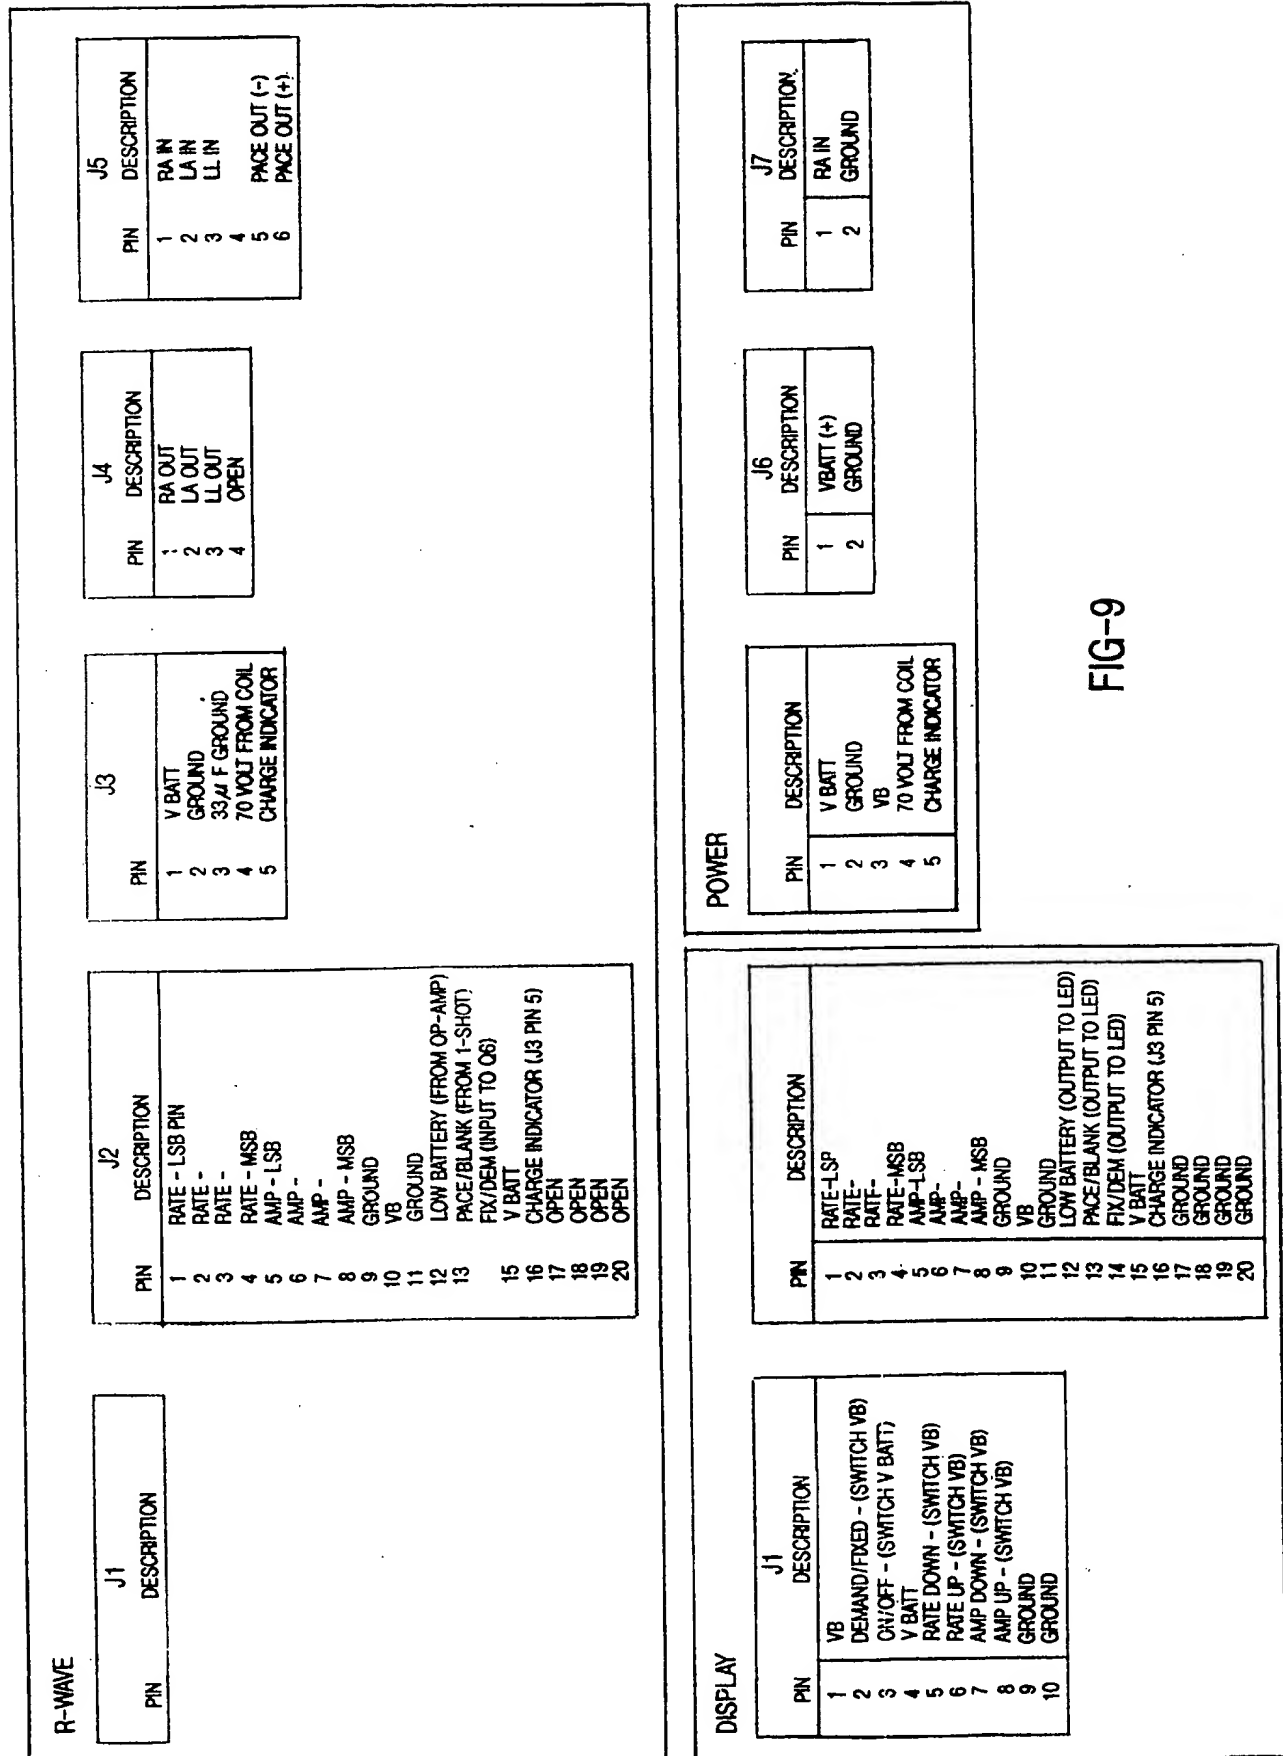 R-WAVE
J1
PIN DESCRIPTION
J2
PIN DESCRIPTION
1 RATE - LSB PIN
2 RATE -
3 RATE -
4 RATE - MSB
5 AMP - LSB
6 AMP -
7 AMP -
8 AMP - MSB
9 GROUND
10 VB
11 GROUND
12 LOW BATTERY (FROM OP-AMP)
13 PACE/BLANK (FROM 1-SHOT)
FIX/DEM (INPUT TO Q6)
15 V BATT
16 CHARGE INDICATOR (J3 PIN 5)
17 OPEN
18 OPEN
19 OPEN
20 OPEN
J3
PIN
1 V BATT
2 GROUND
3 33µ F GROUND
4 70 VOLT FROM COIL
5 CHARGE INDICATOR
J4
PIN DESCRIPTION
1 RA OUT
2 LA OUT
3 LL OUT
4 OPEN
J5
PIN DESCRIPTION
1 RA IN
2 LA IN
3 LL IN
4
5 PACE OUT (-)
6 PACE OUT (+)
DISPLAY
J1
PIN DESCRIPTION
1 VB
2 DEMAND/FIXED - (SWITCH VB)
3 ON/OFF - (SWITCH V BATT)
4 V BATT
5 RATE DOWN - (SWITCH VB)
6 RATE UP - (SWITCH VB)
7 AMP DOWN - (SWITCH VB)
8 AMP UP - (SWITCH VB)
9 GROUND
10 GROUND
PIN DESCRIPTION
1 RATE-LSP
2 RATE-
3 RATE-
4 RATE-MSB
5 AMP-LSB
6 AMP-
7 AMP-
8 AMP - MSB
9 GROUND
10 VB
11 GROUND
12 LOW BATTERY (OUTPUT TO LED)
13 PACE/BLANK (OUTPUT TO LED)
14 FIX/DEM (OUTPUT TO LED)
15 V BATT
16 CHARGE INDICATOR (J3 PIN 5)
17 GROUND
18 GROUND
19 GROUND
20 GROUND
POWER
PIN DESCRIPTION
1 V BATT
2 GROUND
3 VB
4 70 VOLT FROM COIL
5 CHARGE INDICATOR
J6
PIN DESCRIPTION
1 VBATT (+)
2 GROUND
J7
PIN DESCRIPTION
1 RA IN
2 GROUND
FIG-9